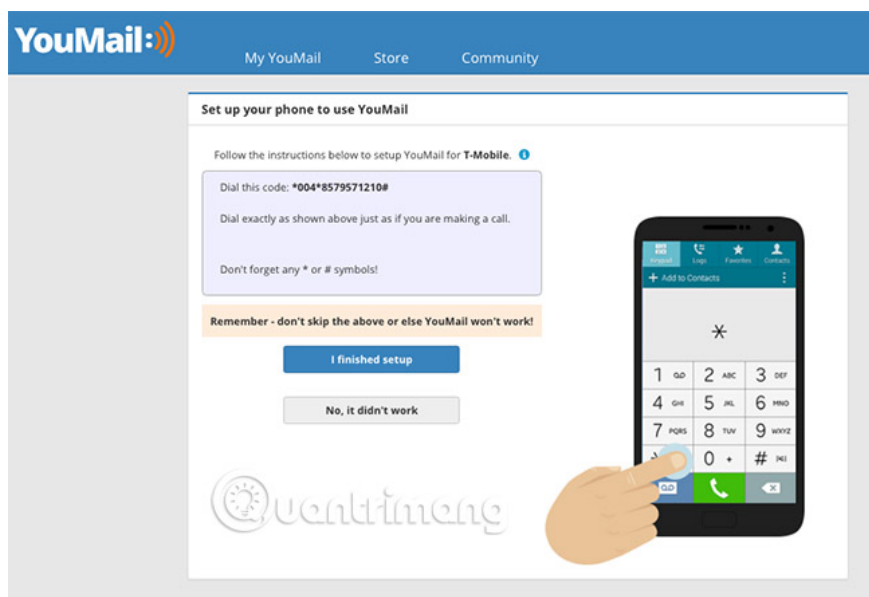 YouMail:))
My YouMail Store Community
Set up your phone to use YouMail
Follow the instructions below to setup YouMail for T-Mobile.
Dial this code: *004*8579571210#
Dial exactly as shown above just as if you are making a call.
Don't forget any * or # symbols!
Remember - don't skip the above or else YouMail won't work!
I finished setup
No, it didn't work
Keypad Logs Favorites Contacts
+ Add to Contacts
*
1 2 ABC 3 DEF
4 GHI 5 JKL 6 MNO
7 PQRS 8 TUV 9 WXYZ
0 + #
Quantrimang